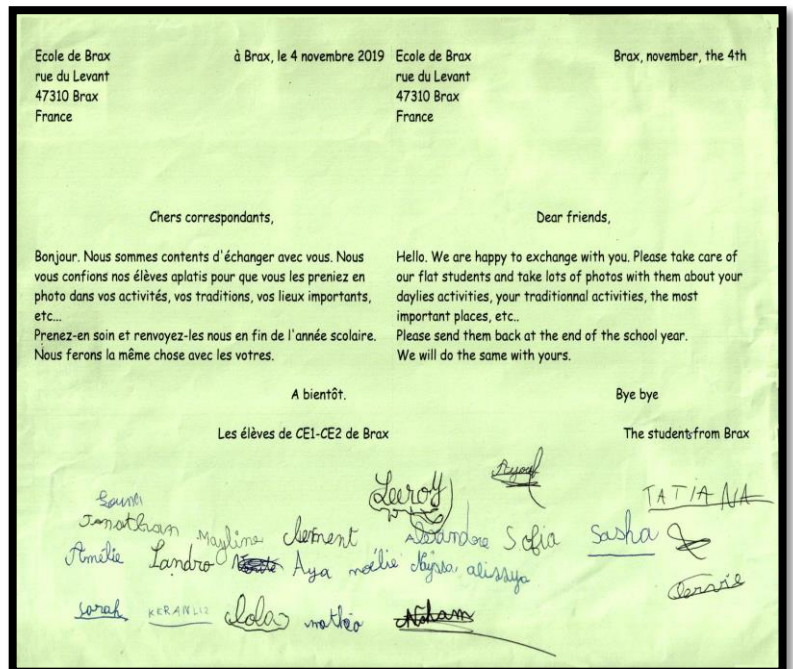 Ecole de Brax
à Brax, le 4 novembre 2019
rue du Levant
47310 Brax
France
Chers correspondants,
Bonjour. Nous sommes contents d'échanger avec vous. Nous
vous confions nos élèves aplatis pour que vous les preniez en
photo dans vos activités, vos traditions, vos lieux importants,
etc...
Prenez-en soin et renvoyez-les nous en fin de l'année scolaire.
Nous ferons la même chose avec les votres.
A bientôt.
Les élèves de CE1-CE2 de Brax
Ecole de Brax
Brax, november, the 4th
rue du Levant
47310 Brax
France
Dear friends,
Hello. We are happy to exchange with you. Please take care of
our flat students and take lots of photos with them about your
daylies activities, your traditionnal activities, the most
important places, etc..
Please send them back at the end of the school year.
We will do the same with yours.
Bye bye
The students from Brax
Leeroy
Ayoub
TATIANA
Jonathan Mayline Clément Alexandre Sofia Sasha
Amélie Landro Aya noélie Nayssa alissya
Sarah KERANLIZ Lola mathéo Noham